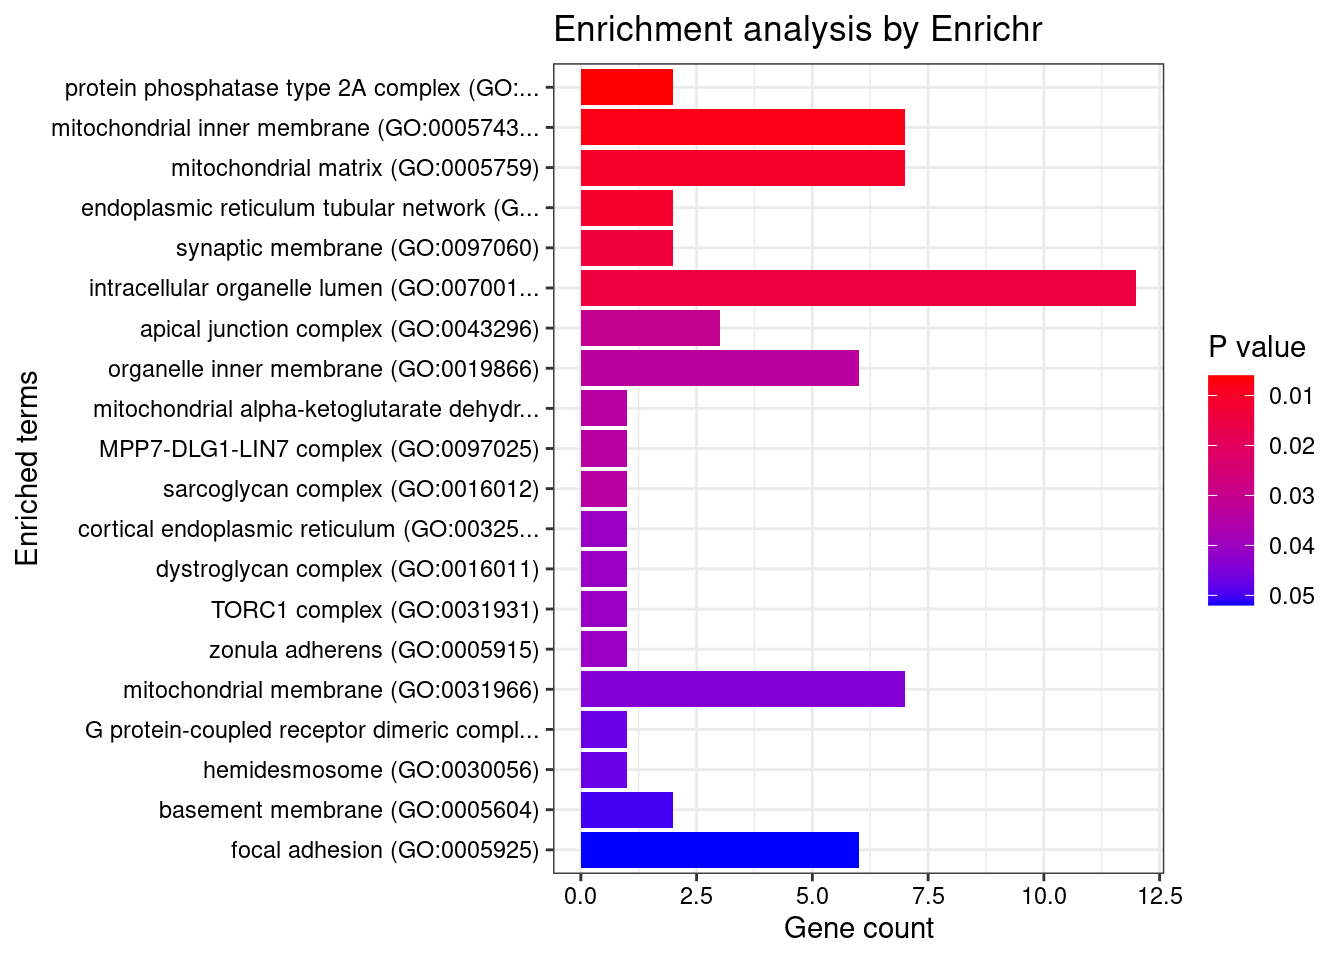 Enrichment analysis by Enrichr
protein phosphatase type 2A complex (GO:...
mitochondrial inner membrane (GO:0005743...
mitochondrial matrix (GO:0005759)
endoplasmic reticulum tubular network (G...
synaptic membrane (GO:0097060)
intracellular organelle lumen (GO:007001...
apical junction complex (GO:0043296)
organelle inner membrane (GO:0019866)
mitochondrial alpha-ketoglutarate dehydr...
MPP7-DLG1-LIN7 complex (GO:0097025)
sarcoglycan complex (GO:0016012)
cortical endoplasmic reticulum (GO:00325...
dystroglycan complex (GO:0016011)
TORC1 complex (GO:0031931)
zonula adherens (GO:0005915)
mitochondrial membrane (GO:0031966)
G protein-coupled receptor dimeric compl...
hemidesmosome (GO:0030056)
basement membrane (GO:0005604)
focal adhesion (GO:0005925)
Enriched terms
0.0 2.5 5.0 7.5 10.0 12.5
Gene count
P value
0.01
0.02
0.03
0.04
0.05